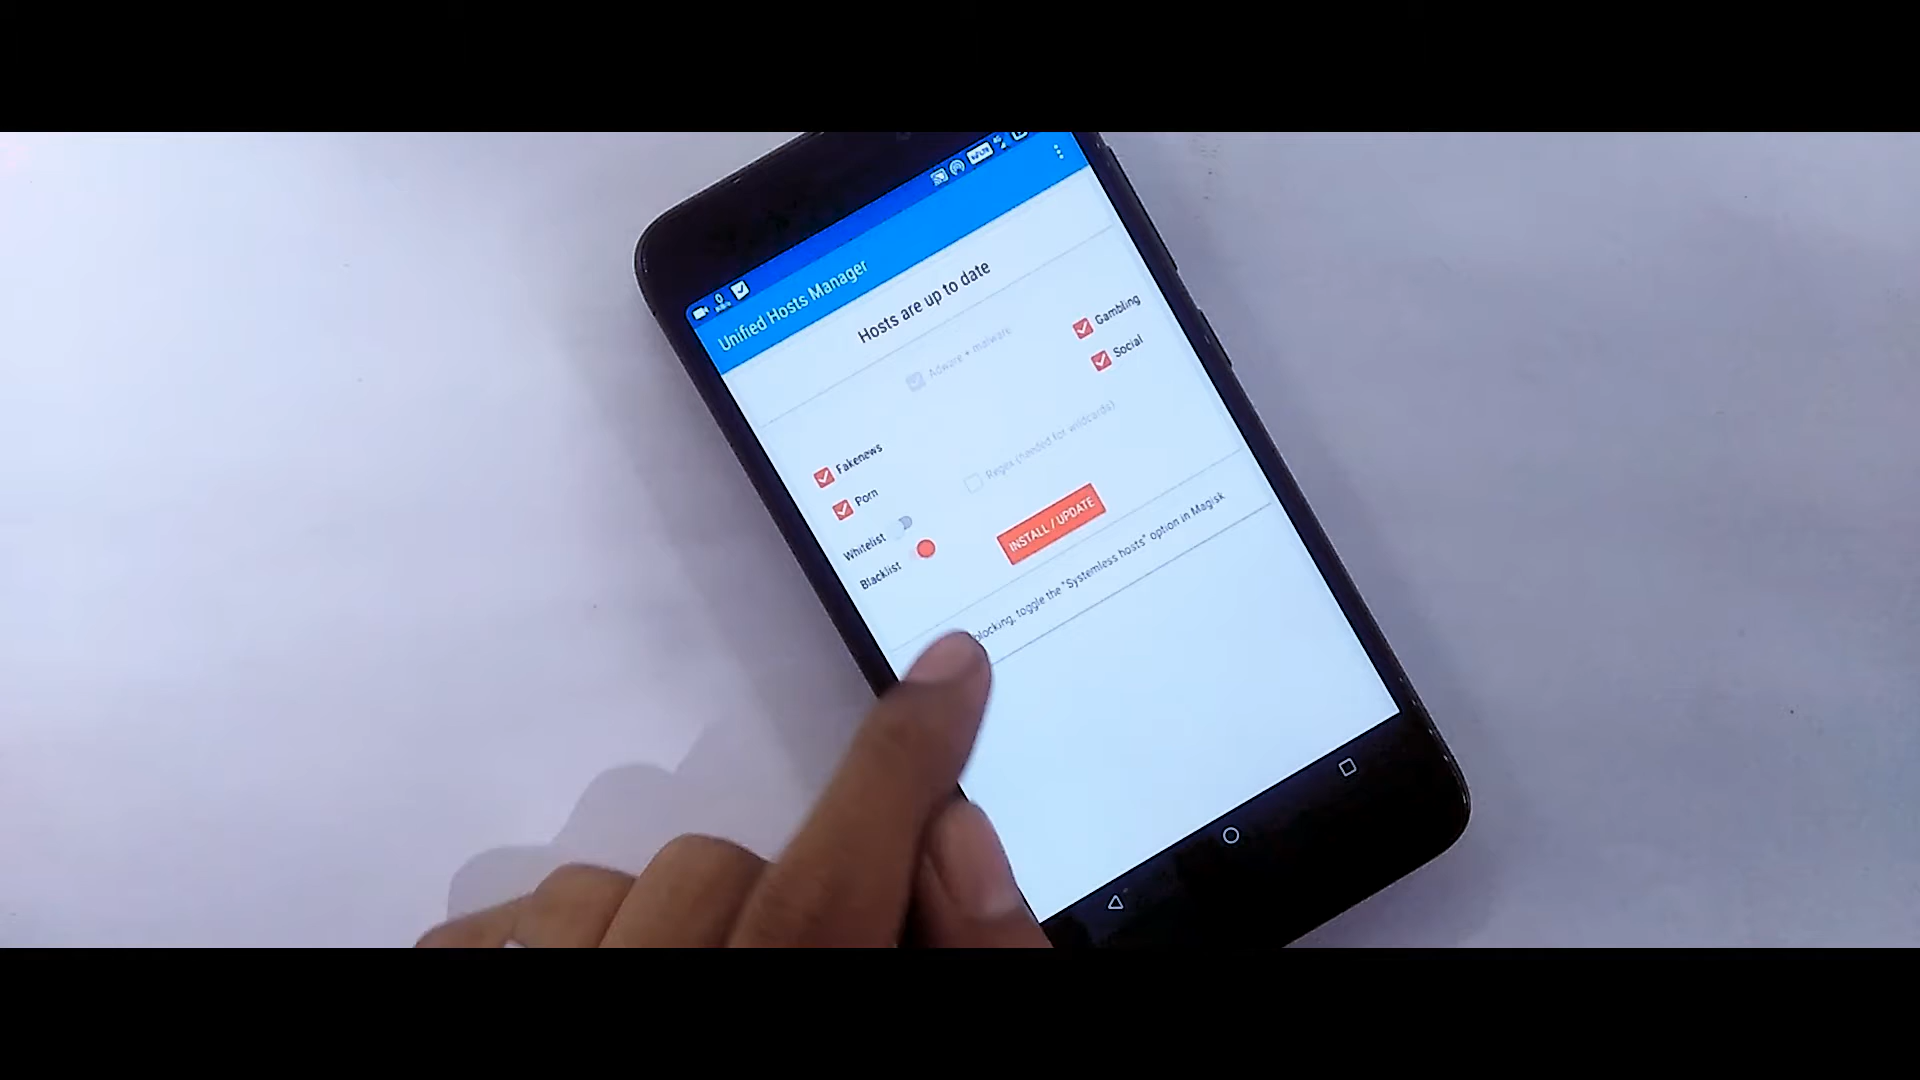 Unified Hosts Manager
Hosts are up to date
Adware + malware
Gambling
Social
Fakenews
Porn
Regex (needed for wildcards)
Whitelist
Blacklist
INSTALL / UPDATE
blocking, toggle the "Systemless hosts" option in Magisk